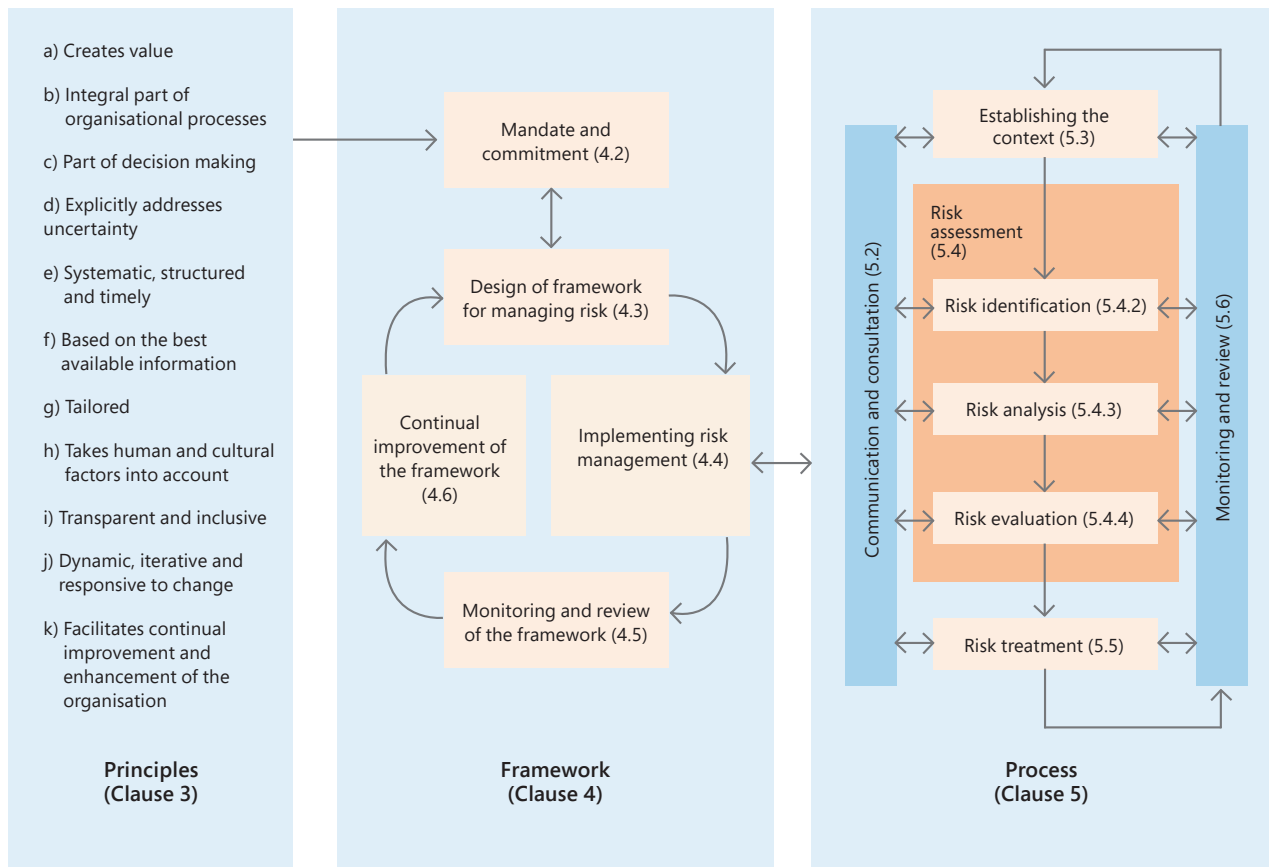 a) Creates value
b) Integral part of
organisational processes
c) Part of decision making
d) Explicitly addresses
uncertainty
e) Systematic, structured
and timely
f) Based on the best
available information
g) Tailored
h) Takes human and cultural
factors into account
i) Transparent and inclusive
j) Dynamic, iterative and
responsive to change
k) Facilitates continual
improvement and
enhancement of the
organisation
Principles
(Clause 3)
Mandate and
commitment (4.2)
Design of framework
for managing risk (4.3)
Continual
improvement of
the framework
(4.6)
Implementing risk
management (4.4)
Monitoring and review
of the framework (4.5)
Framework
(Clause 4)
Communication and consultation (5.2)
Establishing the
context (5.3)
Risk
assessment
(5.4)
Risk identification (5.4.2)
Risk analysis (5.4.3)
Risk evaluation (5.4.4)
Risk treatment (5.5)
Monitoring and review (5.6)
Process
(Clause 5)